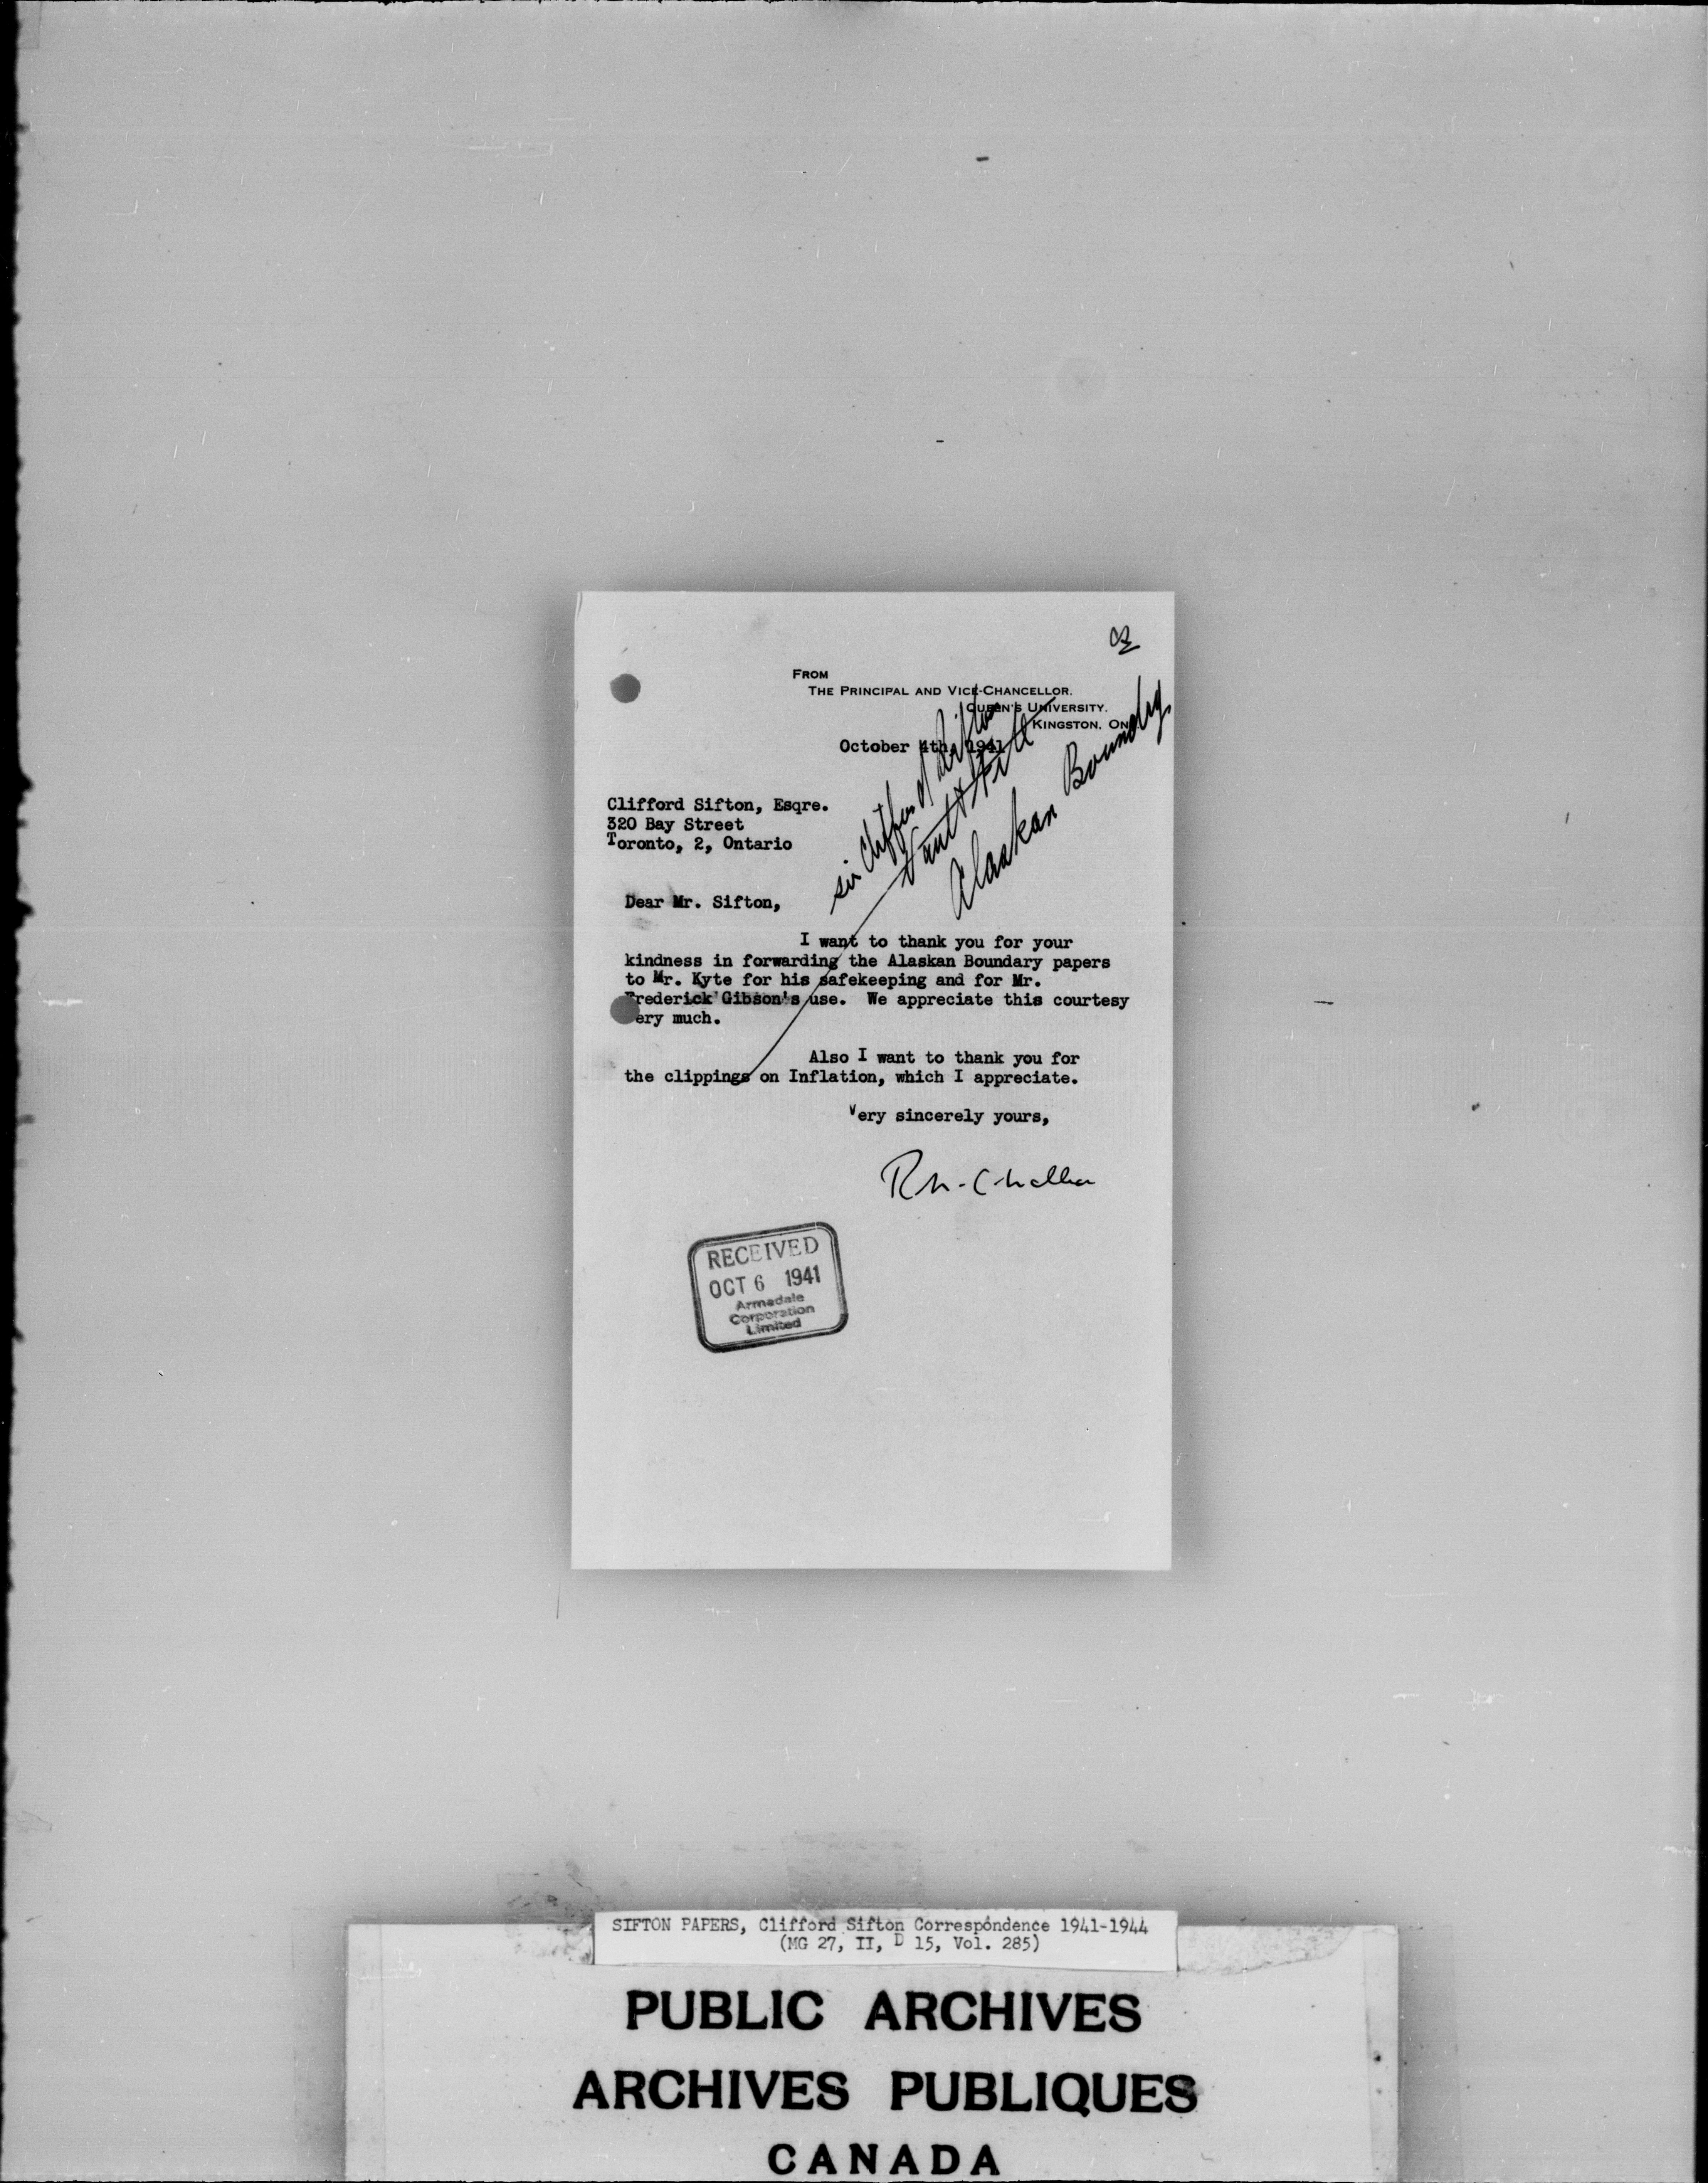 FROM
THE PRINCIPAL AND VICE-CHANCELLOR.
QUEEN'S UNIVERSITY.
KINGSTON. ON
October 4th, 1941
Sir Clifford Sifton
Alaskan Boundry
Clifford Sifton, Esqre.
320 Bay Street
Toronto, 2, Ontario
Dear Mr. Sifton,
I want to thank you for your
kindness in forwarding the Alaskan Boundary papers
to Mr. Kyte for his safekeeping and for Mr.
Frederick Gibson's use. We appreciate this courtesy
very much.
Also I want to thank you for
the clippings on Inflation, which I appreciate.
Very sincerely yours,
RECEIVED
OCT 6 1941
Armadale
Corporation
Limited
SIFTON PAPERS, Clifford Sifton Correspondence 1941-1944
(MG 27, II, D 15, Vol. 285)
PUBLIC ARCHIVES
ARCHIVES PUBLIQUES
CANADA